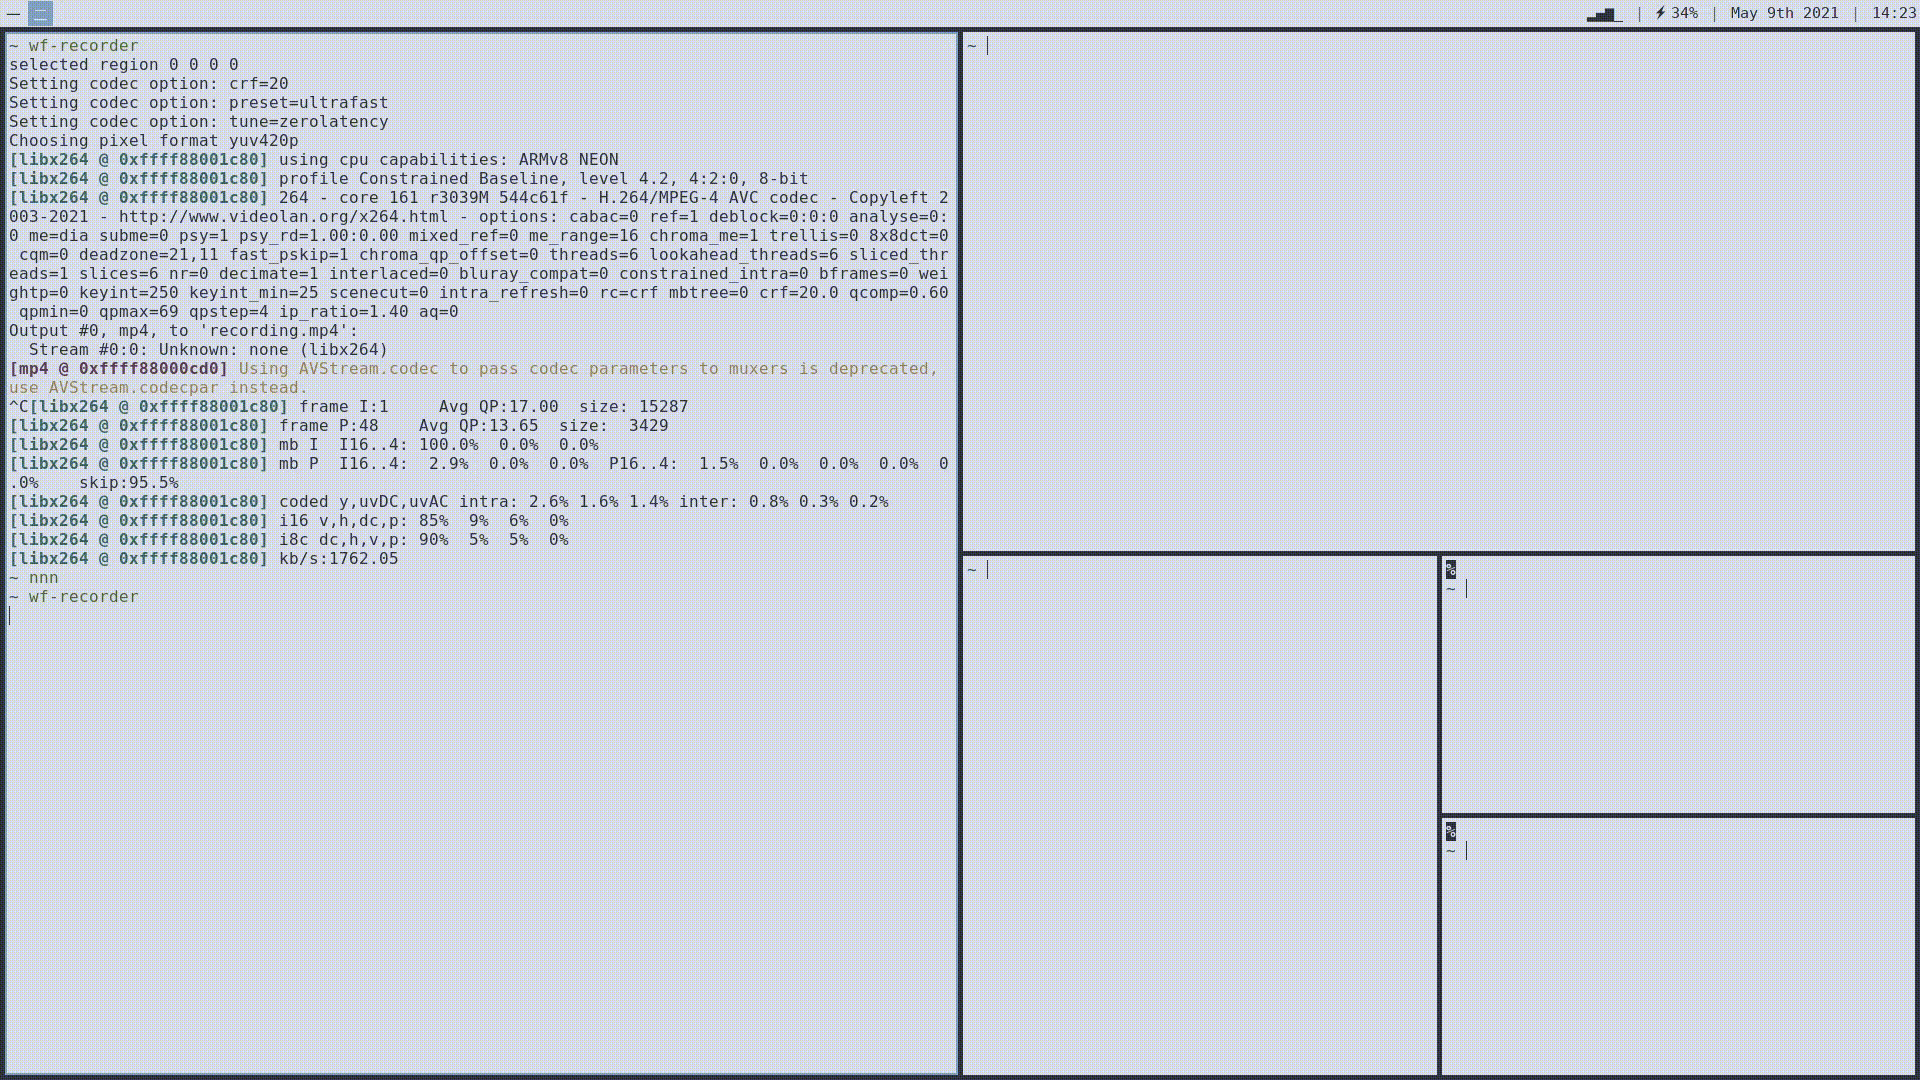 一 二 | 34% | May 9th 2021 | 14:23
~ wf-recorder
selected region 0 0 0 0
Setting codec option: crf=20
Setting codec option: preset=ultrafast
Setting codec option: tune=zerolatency
Choosing pixel format yuv420p
[libx264 @ 0xffff88001c80] using cpu capabilities: ARMv8 NEON
[libx264 @ 0xffff88001c80] profile Constrained Baseline, level 4.2, 4:2:0, 8-bit
[libx264 @ 0xffff88001c80] 264 - core 161 r3039M 544c61f - H.264/MPEG-4 AVC codec - Copyleft 2
003-2021 - http://www.videolan.org/x264.html - options: cabac=0 ref=1 deblock=0:0:0 analyse=0:
0 me=dia subme=0 psy=1 psy_rd=1.00:0.00 mixed_ref=0 me_range=16 chroma_me=1 trellis=0 8x8dct=0
 cqm=0 deadzone=21,11 fast_pskip=1 chroma_qp_offset=0 threads=6 lookahead_threads=6 sliced_thr
eads=1 slices=6 nr=0 decimate=1 interlaced=0 bluray_compat=0 constrained_intra=0 bframes=0 wei
ghtp=0 keyint=250 keyint_min=25 scenecut=0 intra_refresh=0 rc=crf mbtree=0 crf=20.0 qcomp=0.60
 qpmin=0 qpmax=69 qpstep=4 ip_ratio=1.40 aq=0
Output #0, mp4, to 'recording.mp4':
  Stream #0:0: Unknown: none (libx264)
[mp4 @ 0xffff88000cd0] Using AVStream.codec to pass codec parameters to muxers is deprecated,
use AVStream.codecpar instead.
^C[libx264 @ 0xffff88001c80] frame I:1     Avg QP:17.00  size: 15287
[libx264 @ 0xffff88001c80] frame P:48    Avg QP:13.65  size:  3429
[libx264 @ 0xffff88001c80] mb I  I16..4: 100.0%  0.0%  0.0%
[libx264 @ 0xffff88001c80] mb P  I16..4:  2.9%  0.0%  0.0%  P16..4:  1.5%  0.0%  0.0%  0.0%  0
.0%    skip:95.5%
[libx264 @ 0xffff88001c80] coded y,uvDC,uvAC intra: 2.6% 1.6% 1.4% inter: 0.8% 0.3% 0.2%
[libx264 @ 0xffff88001c80] i16 v,h,dc,p: 85%  9%  6%  0%
[libx264 @ 0xffff88001c80] i8c dc,h,v,p: 90%  5%  5%  0%
[libx264 @ 0xffff88001c80] kb/s:1762.05
~ nnn
~ wf-recorder
~
~
%
~
%
~